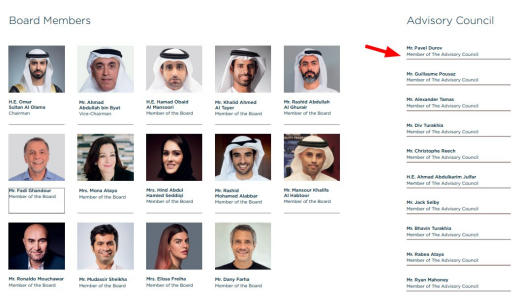 Board Members
H.E. Omar
Sultan Al Olama
Chairman
Mr. Ahmad
Abdullah bin Byat
Vice-Chairman
H.E. Hamad Obaid
Al Mansoori
Member of the Board
Mr. Khalid Ahmed
Al Tayer
Member of the Board
Mr. Rashid Abdullah
Al Ghurair
Member of the Board
Mr. Fadi Ghandour
Member of the Board
Mrs. Mona Ataya
Member of the Board
Mrs. Hind Abdul
Hamied Seddiqi
Member of the Board
Mr. Rashid
Mohamed Alabbar
Member of the Board
Mr. Mansoor Khalifa
Al Habtoor
Member of the Board
Mr. Ronaldo Mouchawar
Member of the Board
Mr. Mudassir Sheikha
Member of the Board
Mrs. Elissa Freiha
Member of the Board
Mr. Dany Farha
Member of the Board
Advisory Council
Mr. Pavel Durov
Member of The Advisory Council
Mr. Guillaume Pousaz
Member of The Advisory Council
Mr. Alexander Tamas
Member of The Advisory Council
Mr. Div Turakhia
Member of The Advisory Council
Mr. Christophe Reech
Member of The Advisory Council
H.E. Ahmad Abdulkarim Julfar
Member of The Advisory Council
Mr. Jack Selby
Member of The Advisory Council
Mr. Bhavin Turakhia
Member of The Advisory Council
Mr. Rabea Ataya
Member of The Advisory Council
Mr. Ryan Mahoney
Member of The Advisory Council